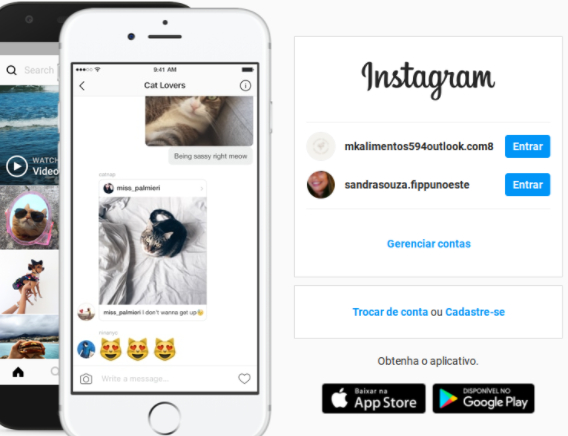 Search
WATCH
Video
9:41 AM
Cat Lovers
Being sassy right meow
catnap
miss_palmieri
miss_palmieri I don't wanna get up😴
Write a message...
Instagram
mkalimentos594outlook.com8
Entrar
sandrasouza.fippunoeste
Entrar
Gerenciar contas
Trocar de conta ou Cadastre-se
Obtenha o aplicativo.
Baixar na
App Store
DISPONÍVEL NO
Google Play